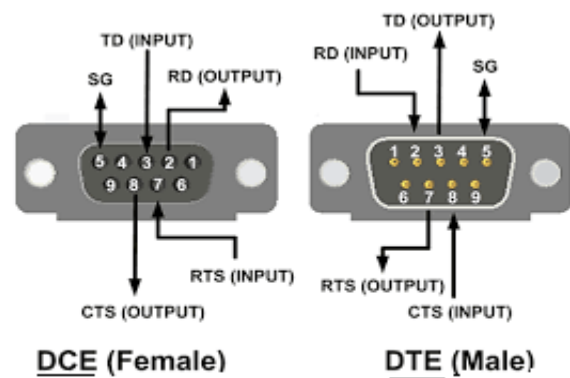 TD (INPUT)
SG
RD (OUTPUT)
5 4 3 2 1
9 8 7 6
RTS (INPUT)
CTS (OUTPUT)
DCE (Female)
TD (OUTPUT)
RD (INPUT)
SG
1 2 3 4 5
6 7 8 9
RTS (OUTPUT)
CTS (INPUT)
DTE (Male)